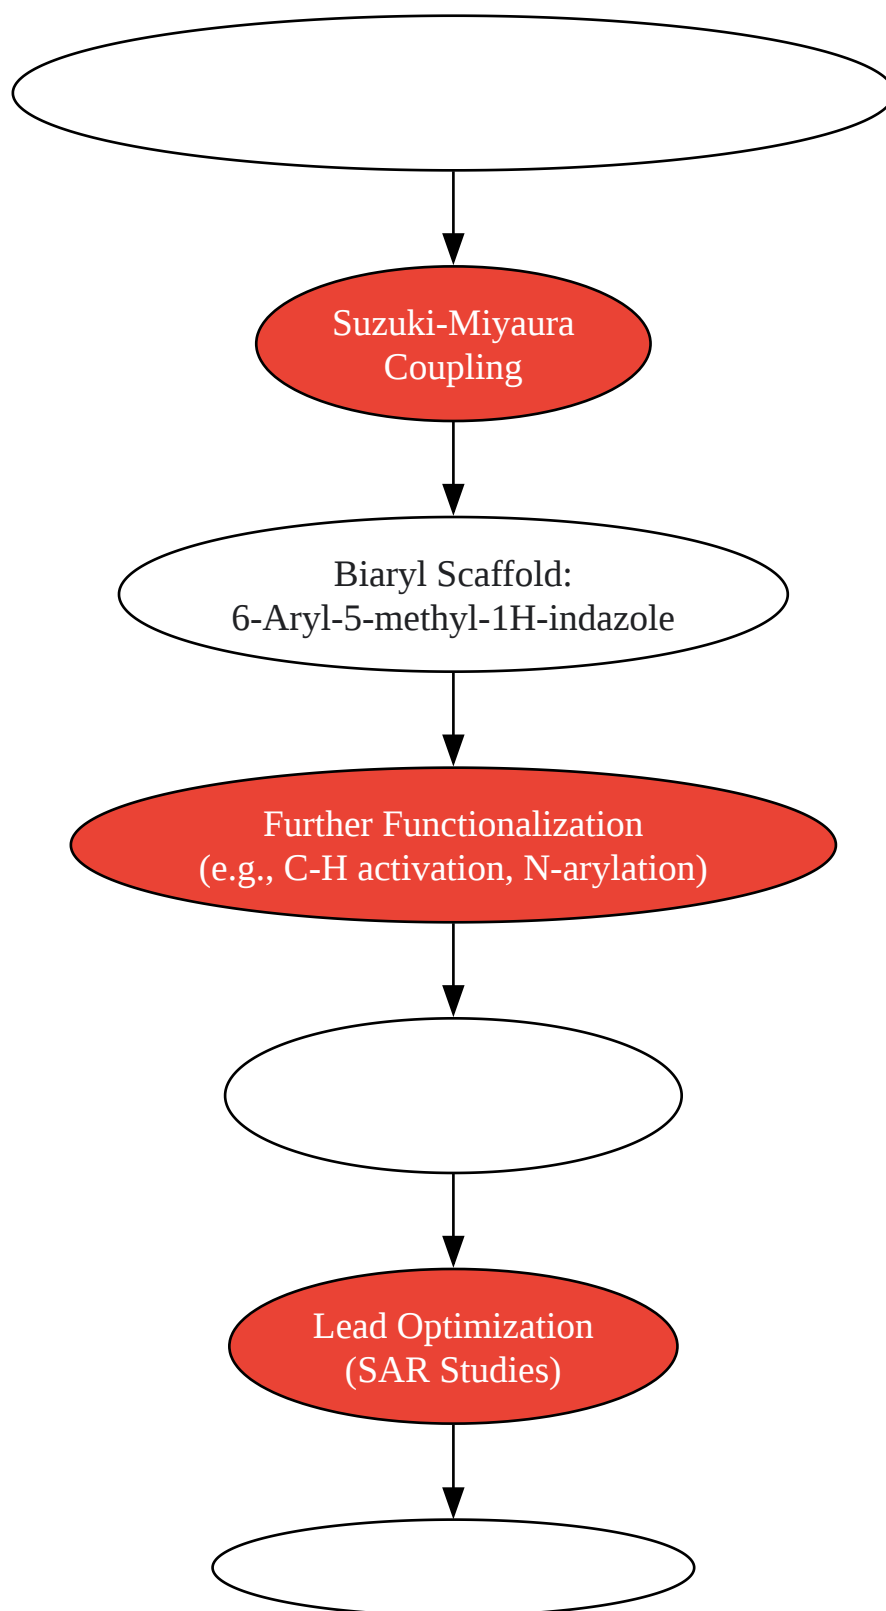 Suzuki-Miyaura
Coupling
Biaryl Scaffold:
6-Aryl-5-methyl-1H-indazole
Further Functionalization
(e.g., C-H activation, N-arylation)
Lead Optimization
(SAR Studies)